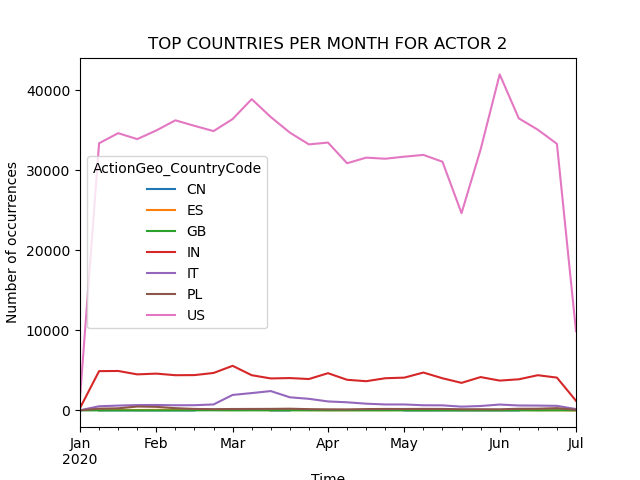 TOP COUNTRIES PER MONTH FOR ACTOR 2
Number of occurrences
40000
30000
20000
10000
0
ActionGeo_CountryCode
CN
ES
GB
IN
IT
PL
US
Jan Feb Mar Apr May Jun Jul
2020
Time